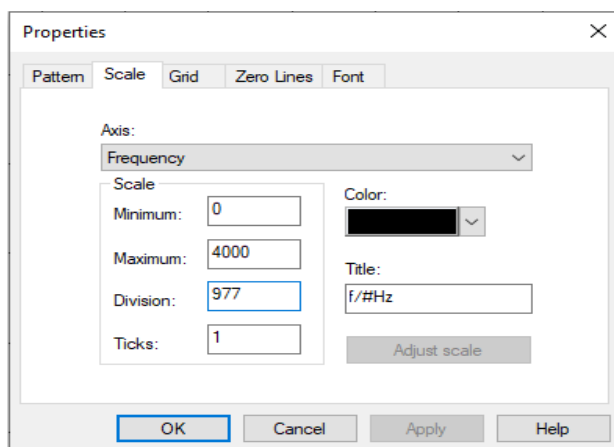 Properties
Pattern Scale Grid Zero Lines Font
Axis:
Frequency
Scale
Minimum: 0
Maximum: 4000
Division: 977
Ticks: 1
Color:
Title:
f/#Hz
Adjust scale
OK Cancel Apply Help